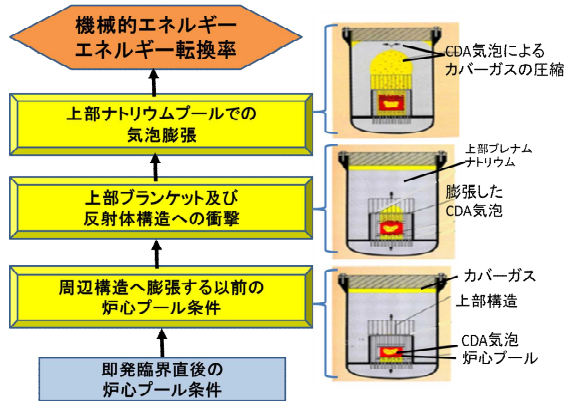 機械的エネルギー
エネルギー転換率
上部ナトリウムプールでの
気泡膨張
上部ブランケット及び
反射体構造への衝撃
周辺構造へ膨張する以前の
炉心プール条件
即発臨界直後の
炉心プール条件
CDA気泡による
カバーガスの圧縮
上部プレナム
ナトリウム
膨張した
CDA気泡
カバーガス
上部構造
CDA気泡
炉心プール